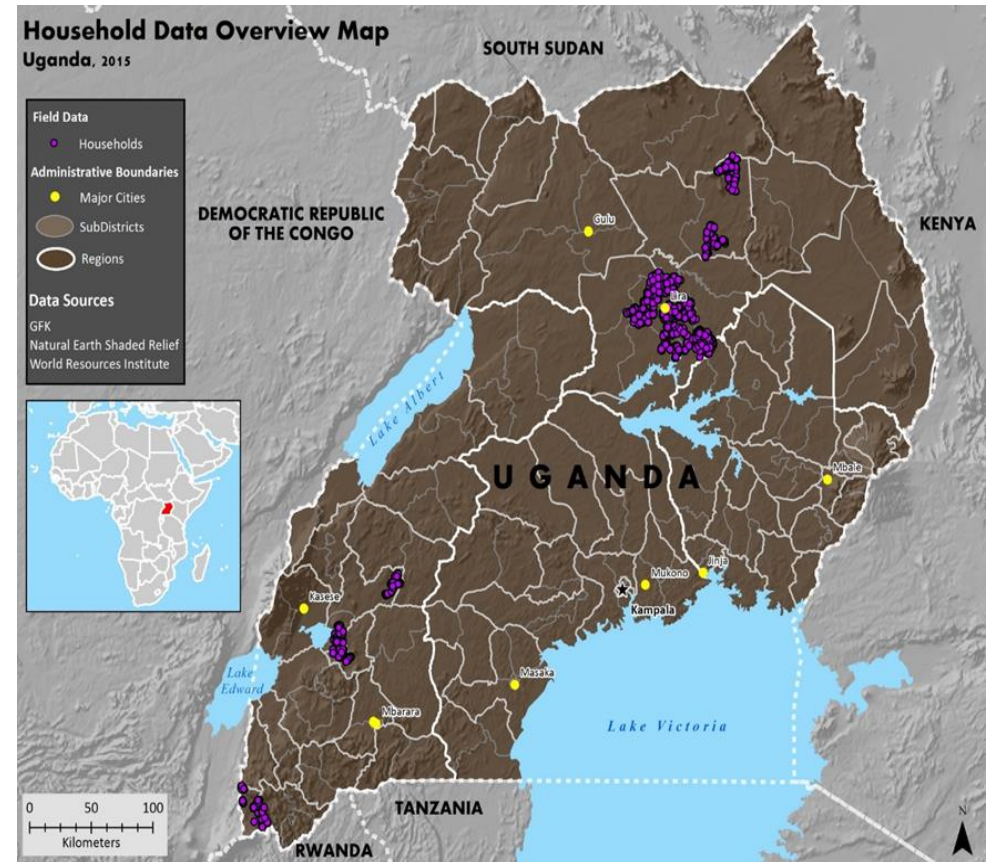 Household Data Overview Map
Uganda, 2015
Field Data
Households
Administrative Boundaries
Major Cities
SubDistricts
Regions
Data Sources
GFK
Natural Earth Shaded Relief
World Resources Institute
SOUTH SUDAN
DEMOCRATIC REPUBLIC
OF THE CONGO
KENYA
Gulu
Lira
Lake Albert
UGANDA
Mbale
Jinja
Mukono
Kampala
Kasese
Lake
Edward
Masaka
Mbarara
Lake Victoria
TANZANIA
RWANDA
0 50 100
Kilometers
N